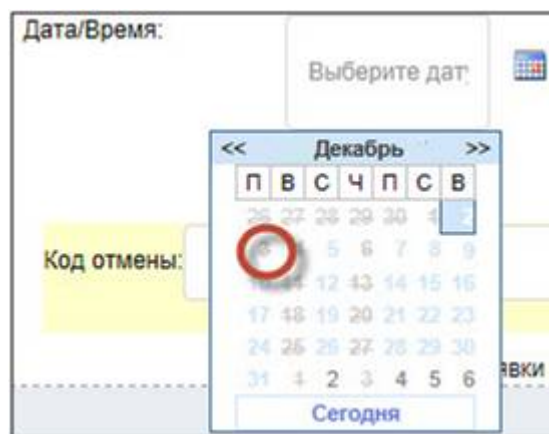 Дата/Время:
Выберите дат
<< Декабрь >>
П В С Ч П С В
26 27 28 29 30 1 2
3 4 5 6 7 8 9
Код отмены:
10 11 12 13 14 15 16
17 18 19 20 21 22 23
24 25 26 27 28 29 30
явки
31 1 2 3 4 5 6
Сегодня